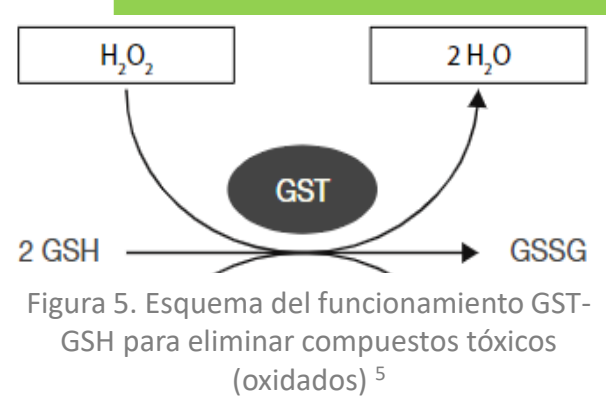 H₂O₂
2 H₂O
GST
2 GSH
GSSG
Figura 5. Esquema del funcionamiento GST-
GSH para eliminar compuestos tóxicos
(oxidados) ⁵